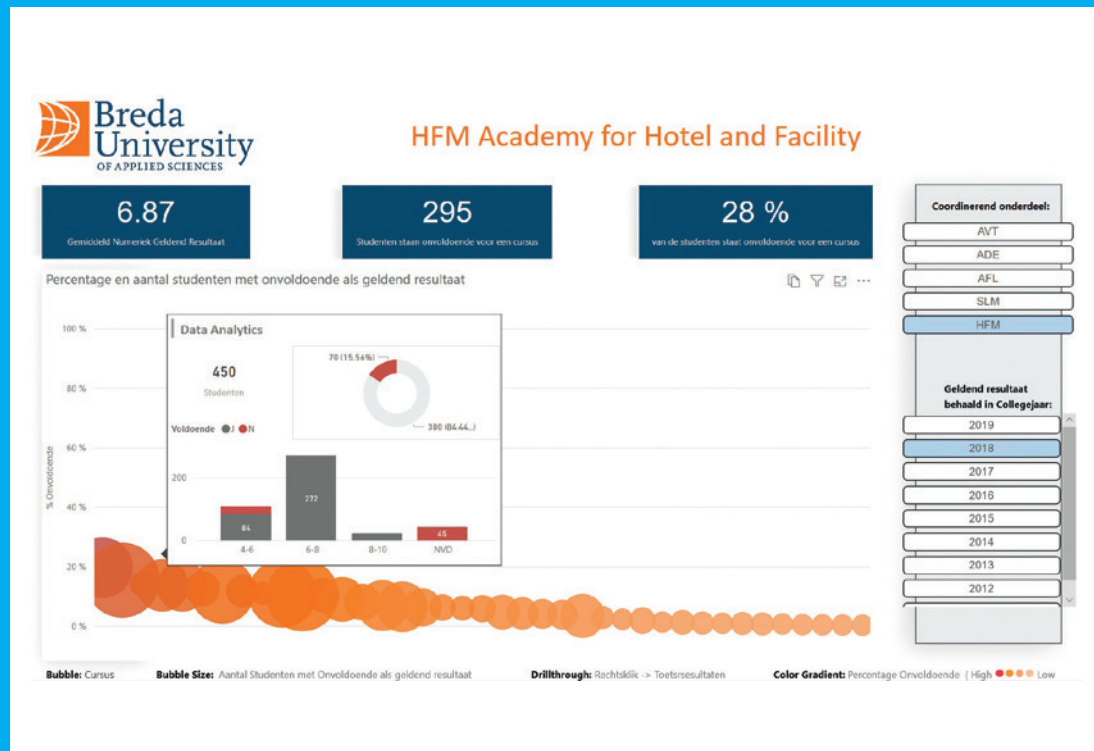 Breda
University
OF APPLIED SCIENCES
HFM Academy for Hotel and Facility
6.87
Gemiddeld Numeriek Geldend Resultaat
295
Studenten staan onvoldoende voor een cursus
28 %
van de studenten staat onvoldoende voor een cursus
Coordinerend onderdeel:
AVT
ADE
AFL
SLM
HFM
Geldend resultaat
behaald in Collegejaar:
2019
2018
2017
2016
2015
2014
2013
2012
Percentage en aantal studenten met onvoldoende als geldend resultaat
% Onvoldoende
100 %
80 %
60 %
40 %
20 %
0 %
Data Analytics
450
Studenten
70 (15.56%)
380 (84.44...)
Voldoende J N
200
0
84
272
45
4-6 6-8 8-10 NVD
Bubble: Cursus Bubble Size: Aantal Studenten met Onvoldoende als geldend resultaat Drillthrough: Rechtsklik -> Toetsresultaten Color Gradient: Percentage Onvoldoende ( High Low